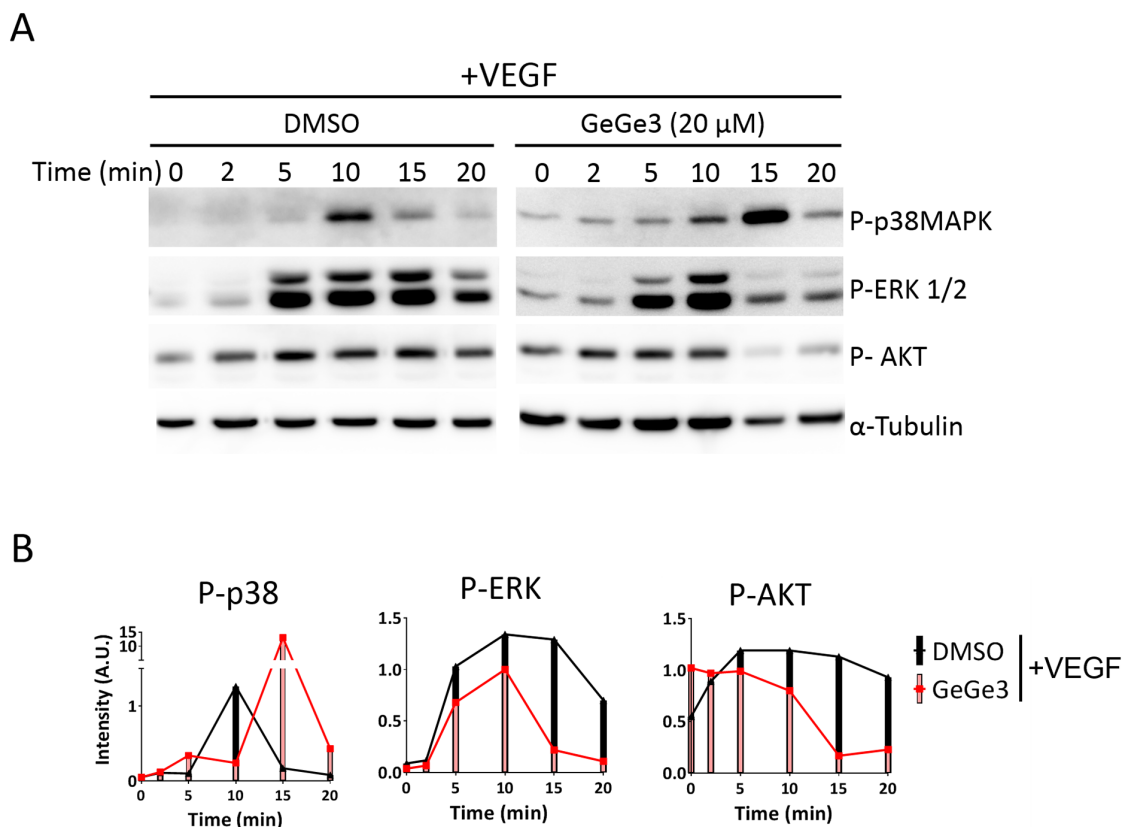 A
+VEGF
DMSO GeGe3 (20 μM)
Time (min) 0 2 5 10 15 20 0 2 5 10 15 20
P-p38MAPK
P-ERK 1/2
P- AKT
α-Tubulin
B
P-p38
Intensity (A.U.)
15
10
1
0
0 5 10 15 20
Time (min)
P-ERK
1.5
1.0
0.5
0.0
0 5 10 15 20
Time (min)
P-AKT
1.5
1.0
0.5
0.0
0 5 10 15 20
Time (min)
DMSO
GeGe3
+VEGF